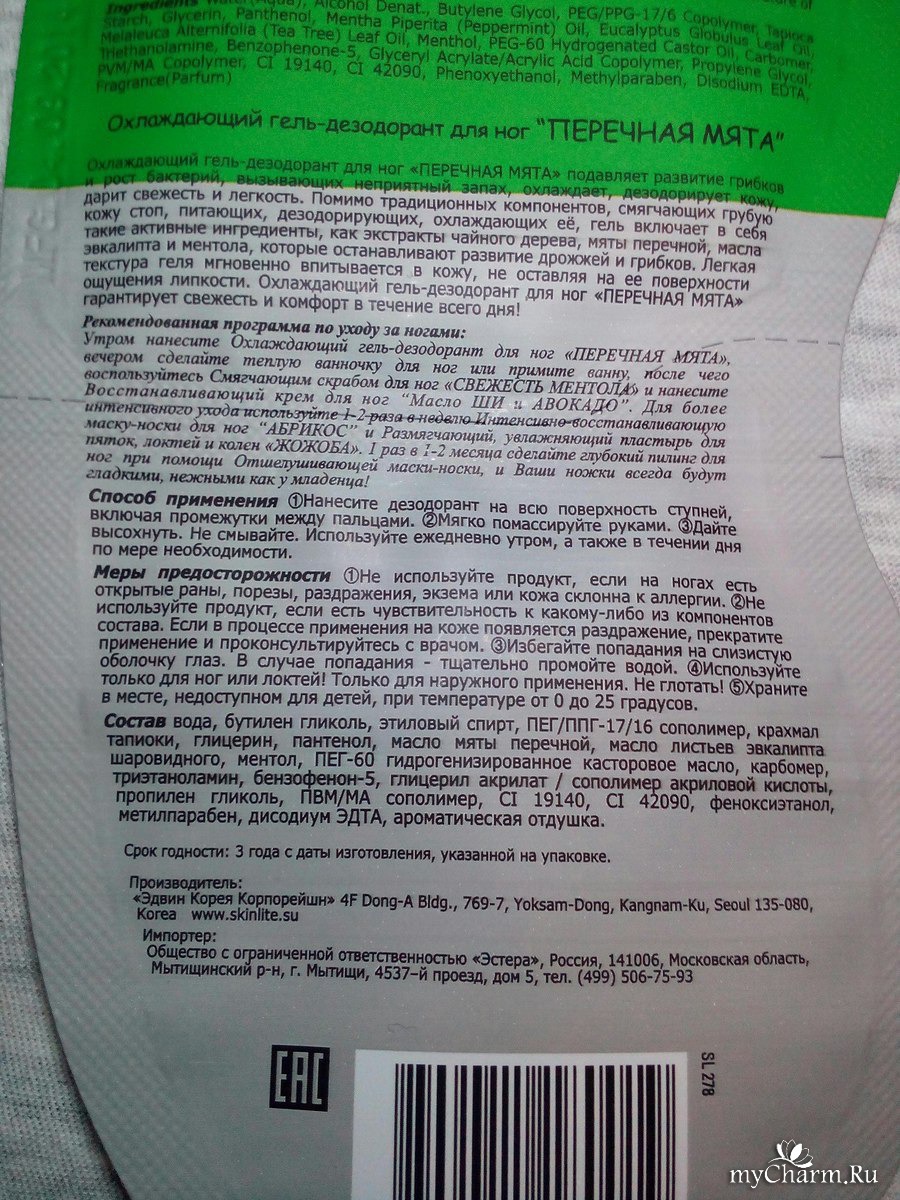 Ingredients Water(Aqua), Alcohol Denat., Butylene Glycol, PEG/PPG-17/6 Copolymer, Tapioca
Starch, Glycerin, Panthenol, Mentha Piperita (Peppermint) Oil, Eucalyptus Globulus Leaf Oil,
Melaleuca Alternifolia (Tea Tree) Leaf Oil, Menthol, PEG-60 Hydrogenated Castor Oil, Carbomer,
Triethanolamine, Benzophenone-5, Glyceryl Acrylate/Acrylic Acid Copolymer, Propylene Glycol,
PVM/MA Copolymer, CI 19140, CI 42090, Phenoxyethanol, Methylparaben, Disodium EDTA,
Fragrance(Parfum)
Охлаждающий гель-дезодорант для ног "ПЕРЕЧНАЯ МЯТА"
Охлаждающий гель-дезодорант для ног «ПЕРЕЧНАЯ МЯТА» подавляет развитие грибков
и рост бактерий, вызывающих неприятный запах, охлаждает, дезодорирует кожу,
дарит свежесть и легкость. Помимо традиционных компонентов, смягчающих грубую
кожу стоп, питающих, дезодорирующих, охлаждающих её, гель включает в себя
такие активные ингредиенты, как экстракты чайного дерева, мяты перечной, масла
эвкалипта и ментола, которые останавливают развитие дрожжей и грибков. Легкая
текстура геля мгновенно впитывается в кожу, не оставляя на ее поверхности
ощущения липкости. Охлаждающий гель-дезодорант для ног «ПЕРЕЧНАЯ МЯТА»
гарантирует свежесть и комфорт в течение всего дня!
Рекомендованная программа по уходу за ногами:
Утром нанесите Охлаждающий гель-дезодорант для ног «ПЕРЕЧНАЯ МЯТА»,
вечером сделайте теплую ванночку для ног или примите ванну, после чего
воспользуйтесь Смягчающим скрабом для ног «СВЕЖЕСТЬ МЕНТОЛА» и нанесите
Восстанавливающий крем для ног "Масло ШИ и АВОКАДО". Для более
интенсивного ухода используйте 1-2 раза в неделю Интенсивно-восстанавливающую
маску-носки для ног "АБРИКОС" и Размягчающий, увлажняющий пластырь для
пяток, локтей и колен «ЖОЖОБА». 1 раз в 1-2 месяца сделайте глубокий пилинг для
ног при помощи Отшелушивающей маски-носки, и Ваши ножки всегда будут
гладкими, нежными как у младенца!
Способ применения ①Нанесите дезодорант на всю поверхность ступней,
включая промежутки между пальцами. ②Мягко помассируйте руками. ③Дайте
высохнуть. Не смывайте. Используйте ежедневно утром, а также в течении дня
по мере необходимости.
Меры предосторожности ①Не используйте продукт, если на ногах есть
открытые раны, порезы, раздражения, экзема или кожа склонна к аллергии. ②Не
используйте продукт, если есть чувствительность к какому-либо из компонентов
состава. Если в процессе применения на коже появляется раздражение, прекратите
применение и проконсультируйтесь с врачом. ③Избегайте попадания на слизистую
оболочку глаз. В случае попадания - тщательно промойте водой. ④Используйте
только для ног или локтей! Только для наружного применения. Не глотать! ⑤Храните
в месте, недоступном для детей, при температуре от 0 до 25 градусов.
Состав вода, бутилен гликоль, этиловый спирт, ПЕГ/ППГ-17/16 сополимер, крахмал
тапиоки, глицерин, пантенол, масло мяты перечной, масло листьев эвкалипта
шаровидного, ментол, ПЕГ-60 гидрогенизированное касторовое масло, карбомер,
триэтаноламин, бензофенон-5, глицерил акрилат / сополимер акриловой кислоты,
пропилен гликоль, ПВМ/МА сополимер, CI 19140, CI 42090, феноксиэтанол,
метилпарабен, дисодиум ЭДТА, ароматическая отдушка.
Срок годности: 3 года с даты изготовления, указанной на упаковке.
Производитель:
«Эдвин Корея Корпорейшн» 4F Dong-A Bldg., 769-7, Yoksam-Dong, Kangnam-Ku, Seoul 135-080,
Korea www.skinlite.su
Импортер:
Общество с ограниченной ответственностью «Эстера», Россия, 141006, Московская область,
Мытищинский р-н, г. Мытищи, 4537-й проезд, дом 5, тел. (499) 506-75-93
EAC
SL 278
myCharm.Ru